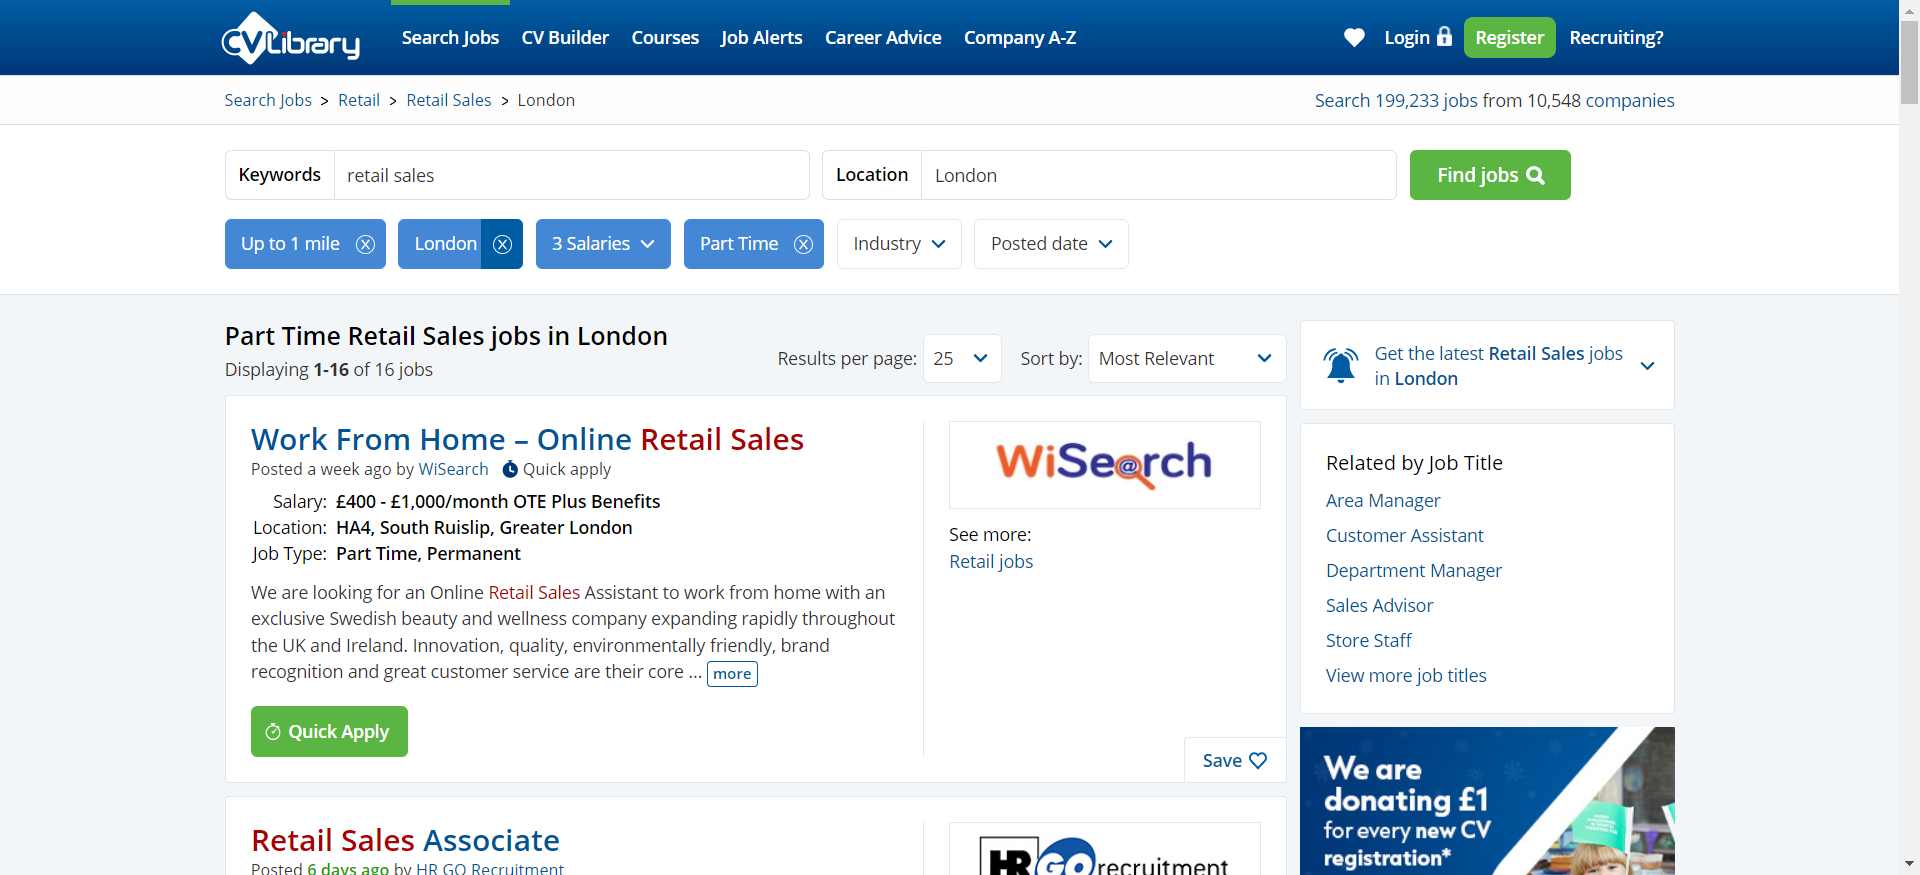 CVLibrary
Search Jobs CV Builder Courses Job Alerts Career Advice Company A-Z Login Register Recruiting?
Search Jobs > Retail > Retail Sales > London
Search 199,233 jobs from 10,548 companies
Keywords retail sales Location London Find jobs
Up to 1 mile London 3 Salaries Part Time Industry Posted date
Part Time Retail Sales jobs in London
Displaying 1-16 of 16 jobs
Results per page: 25 Sort by: Most Relevant
Work From Home – Online Retail Sales
Posted a week ago by WiSearch Quick apply
Salary: £400 - £1,000/month OTE Plus Benefits
Location: HA4, South Ruislip, Greater London
Job Type: Part Time, Permanent
We are looking for an Online Retail Sales Assistant to work from home with an
exclusive Swedish beauty and wellness company expanding rapidly throughout
the UK and Ireland. Innovation, quality, environmentally friendly, brand
recognition and great customer service are their core ... more
Quick Apply
WiSe@rch
See more:
Retail jobs
Save
Retail Sales Associate
Posted 6 days ago by HR GO Recruitment
HR GO recruitment
Get the latest Retail Sales jobs
in London
Related by Job Title
Area Manager
Customer Assistant
Department Manager
Sales Advisor
Store Staff
View more job titles
We are
donating £1
for every new CV
registration*